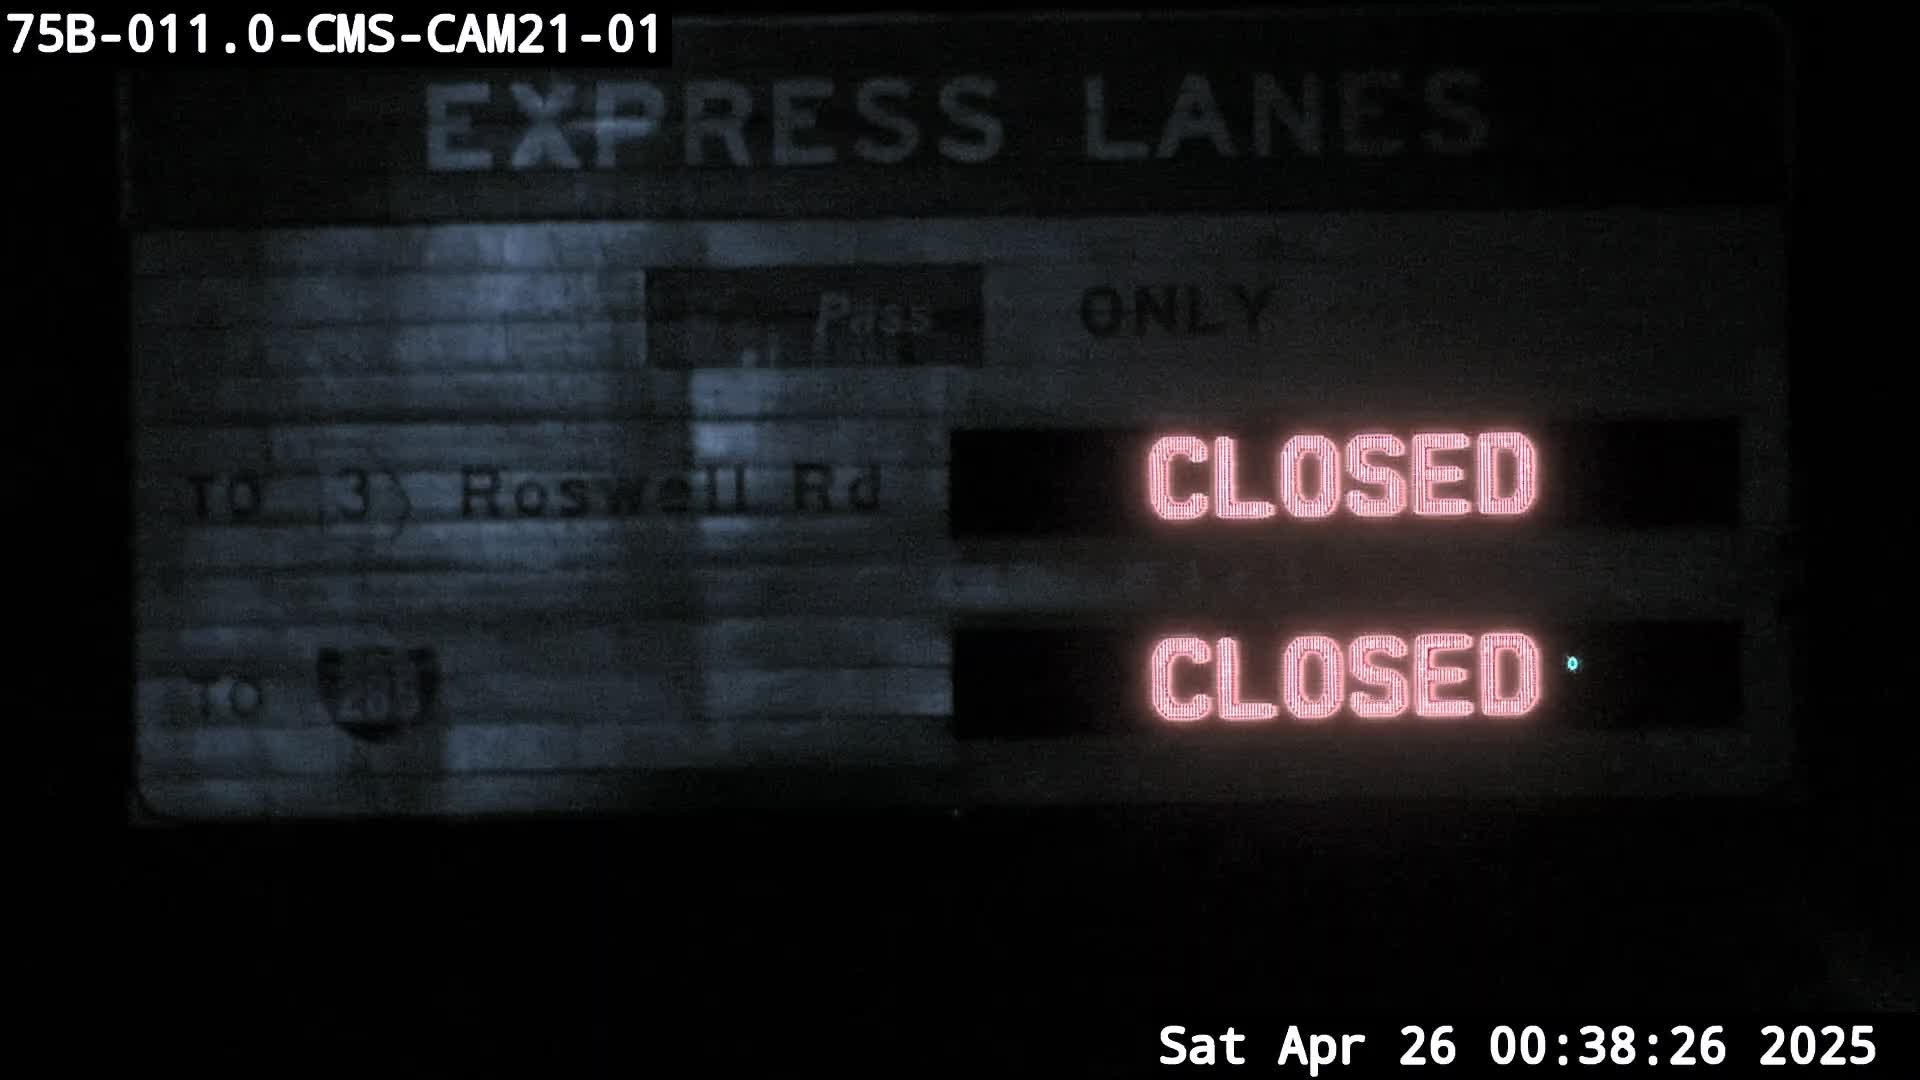 75B-011.0-CMS-CAM21-01
EXPRESS LANES
Pass ONLY
TO 3 Roswell Rd CLOSED
TO CLOSED
Sat Apr 26 00:38:26 2025